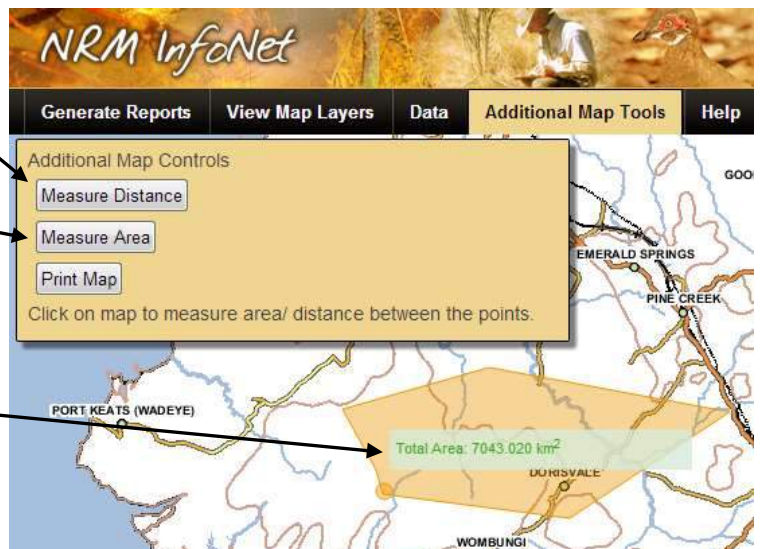 NRM InfoNet
Generate Reports View Map Layers Data Additional Map Tools Help
Additional Map Controls
Measure Distance
Measure Area
Print Map
Click on map to measure area/ distance between the points.
GOO
EMERALD SPRINGS
PINE CREEK
PORT KEATS (WADEYE)
Total Area: 7043.020 km²
DORISVALE
WOMBUNGI